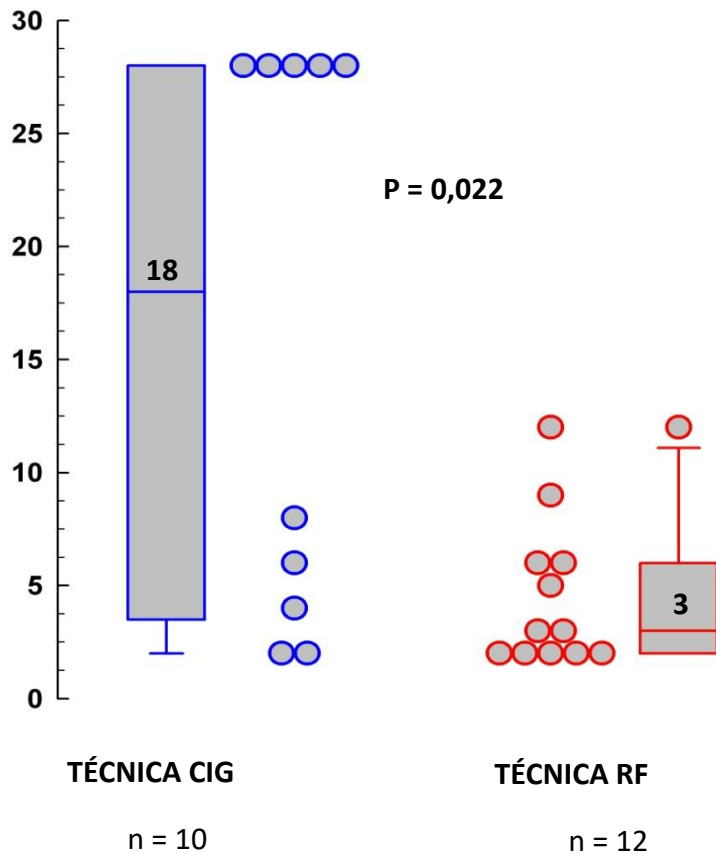 30
25
P = 0,022
20
18
15
10
5
3
0
TÉCNICA CIG
TÉCNICA RF
n = 10
n = 12